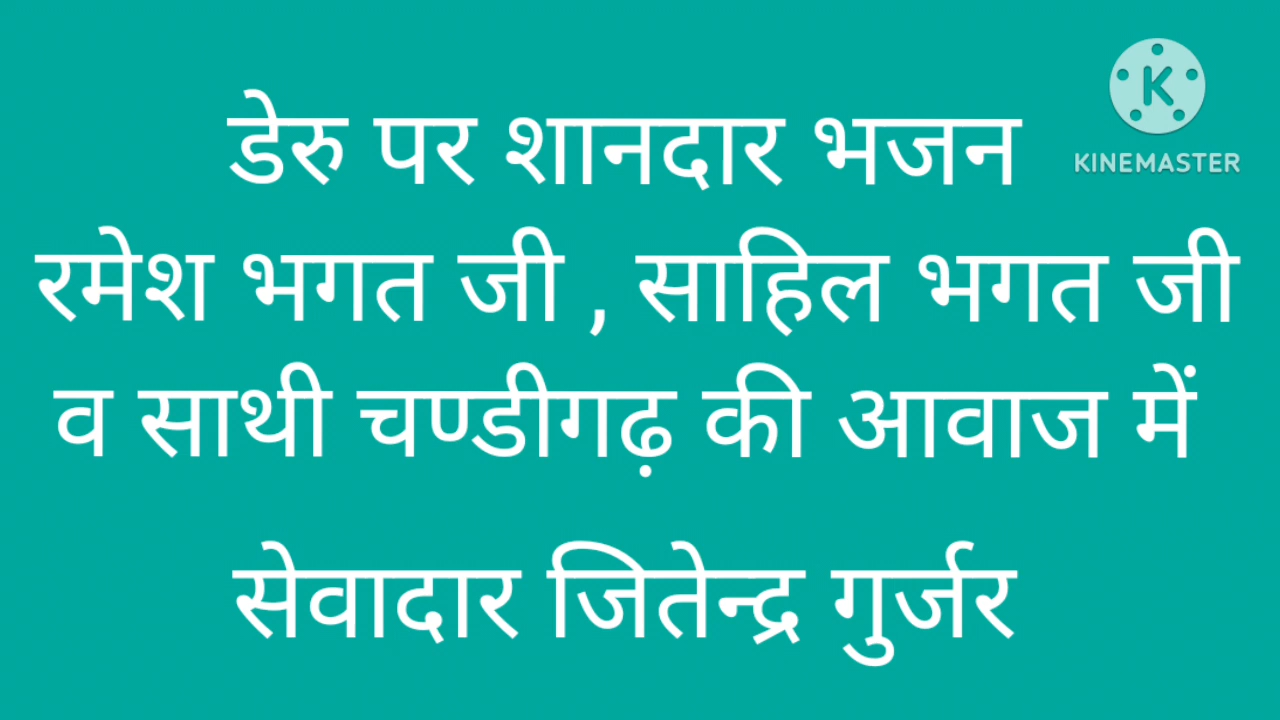 डेरु पर शानदार भजन
K
KINEMASTER
रमेश भगत जी , साहिल भगत जी
व साथी चण्डीगढ़ की आवाज में
सेवादार जितेन्द्र गुर्जर